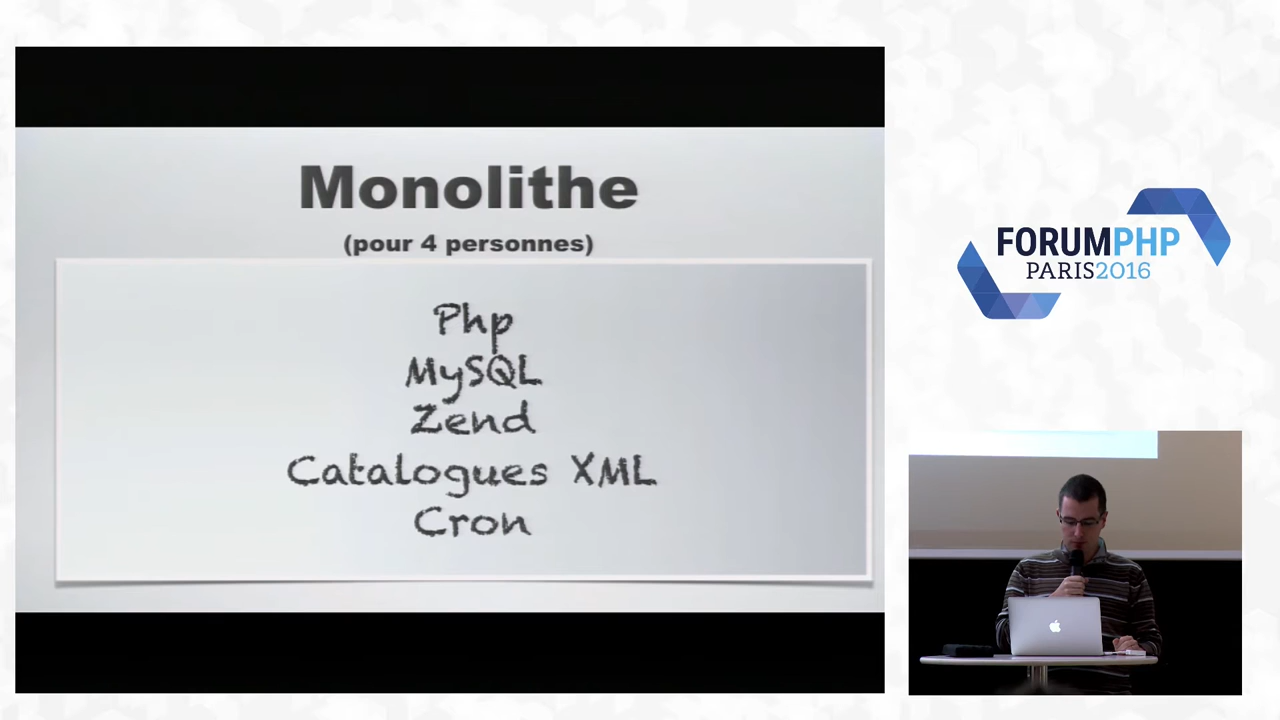 Monolithe
(pour 4 personnes)
Php
MySQL
Zend
Catalogues XML
Cron
FORUMPHP
PARIS2016